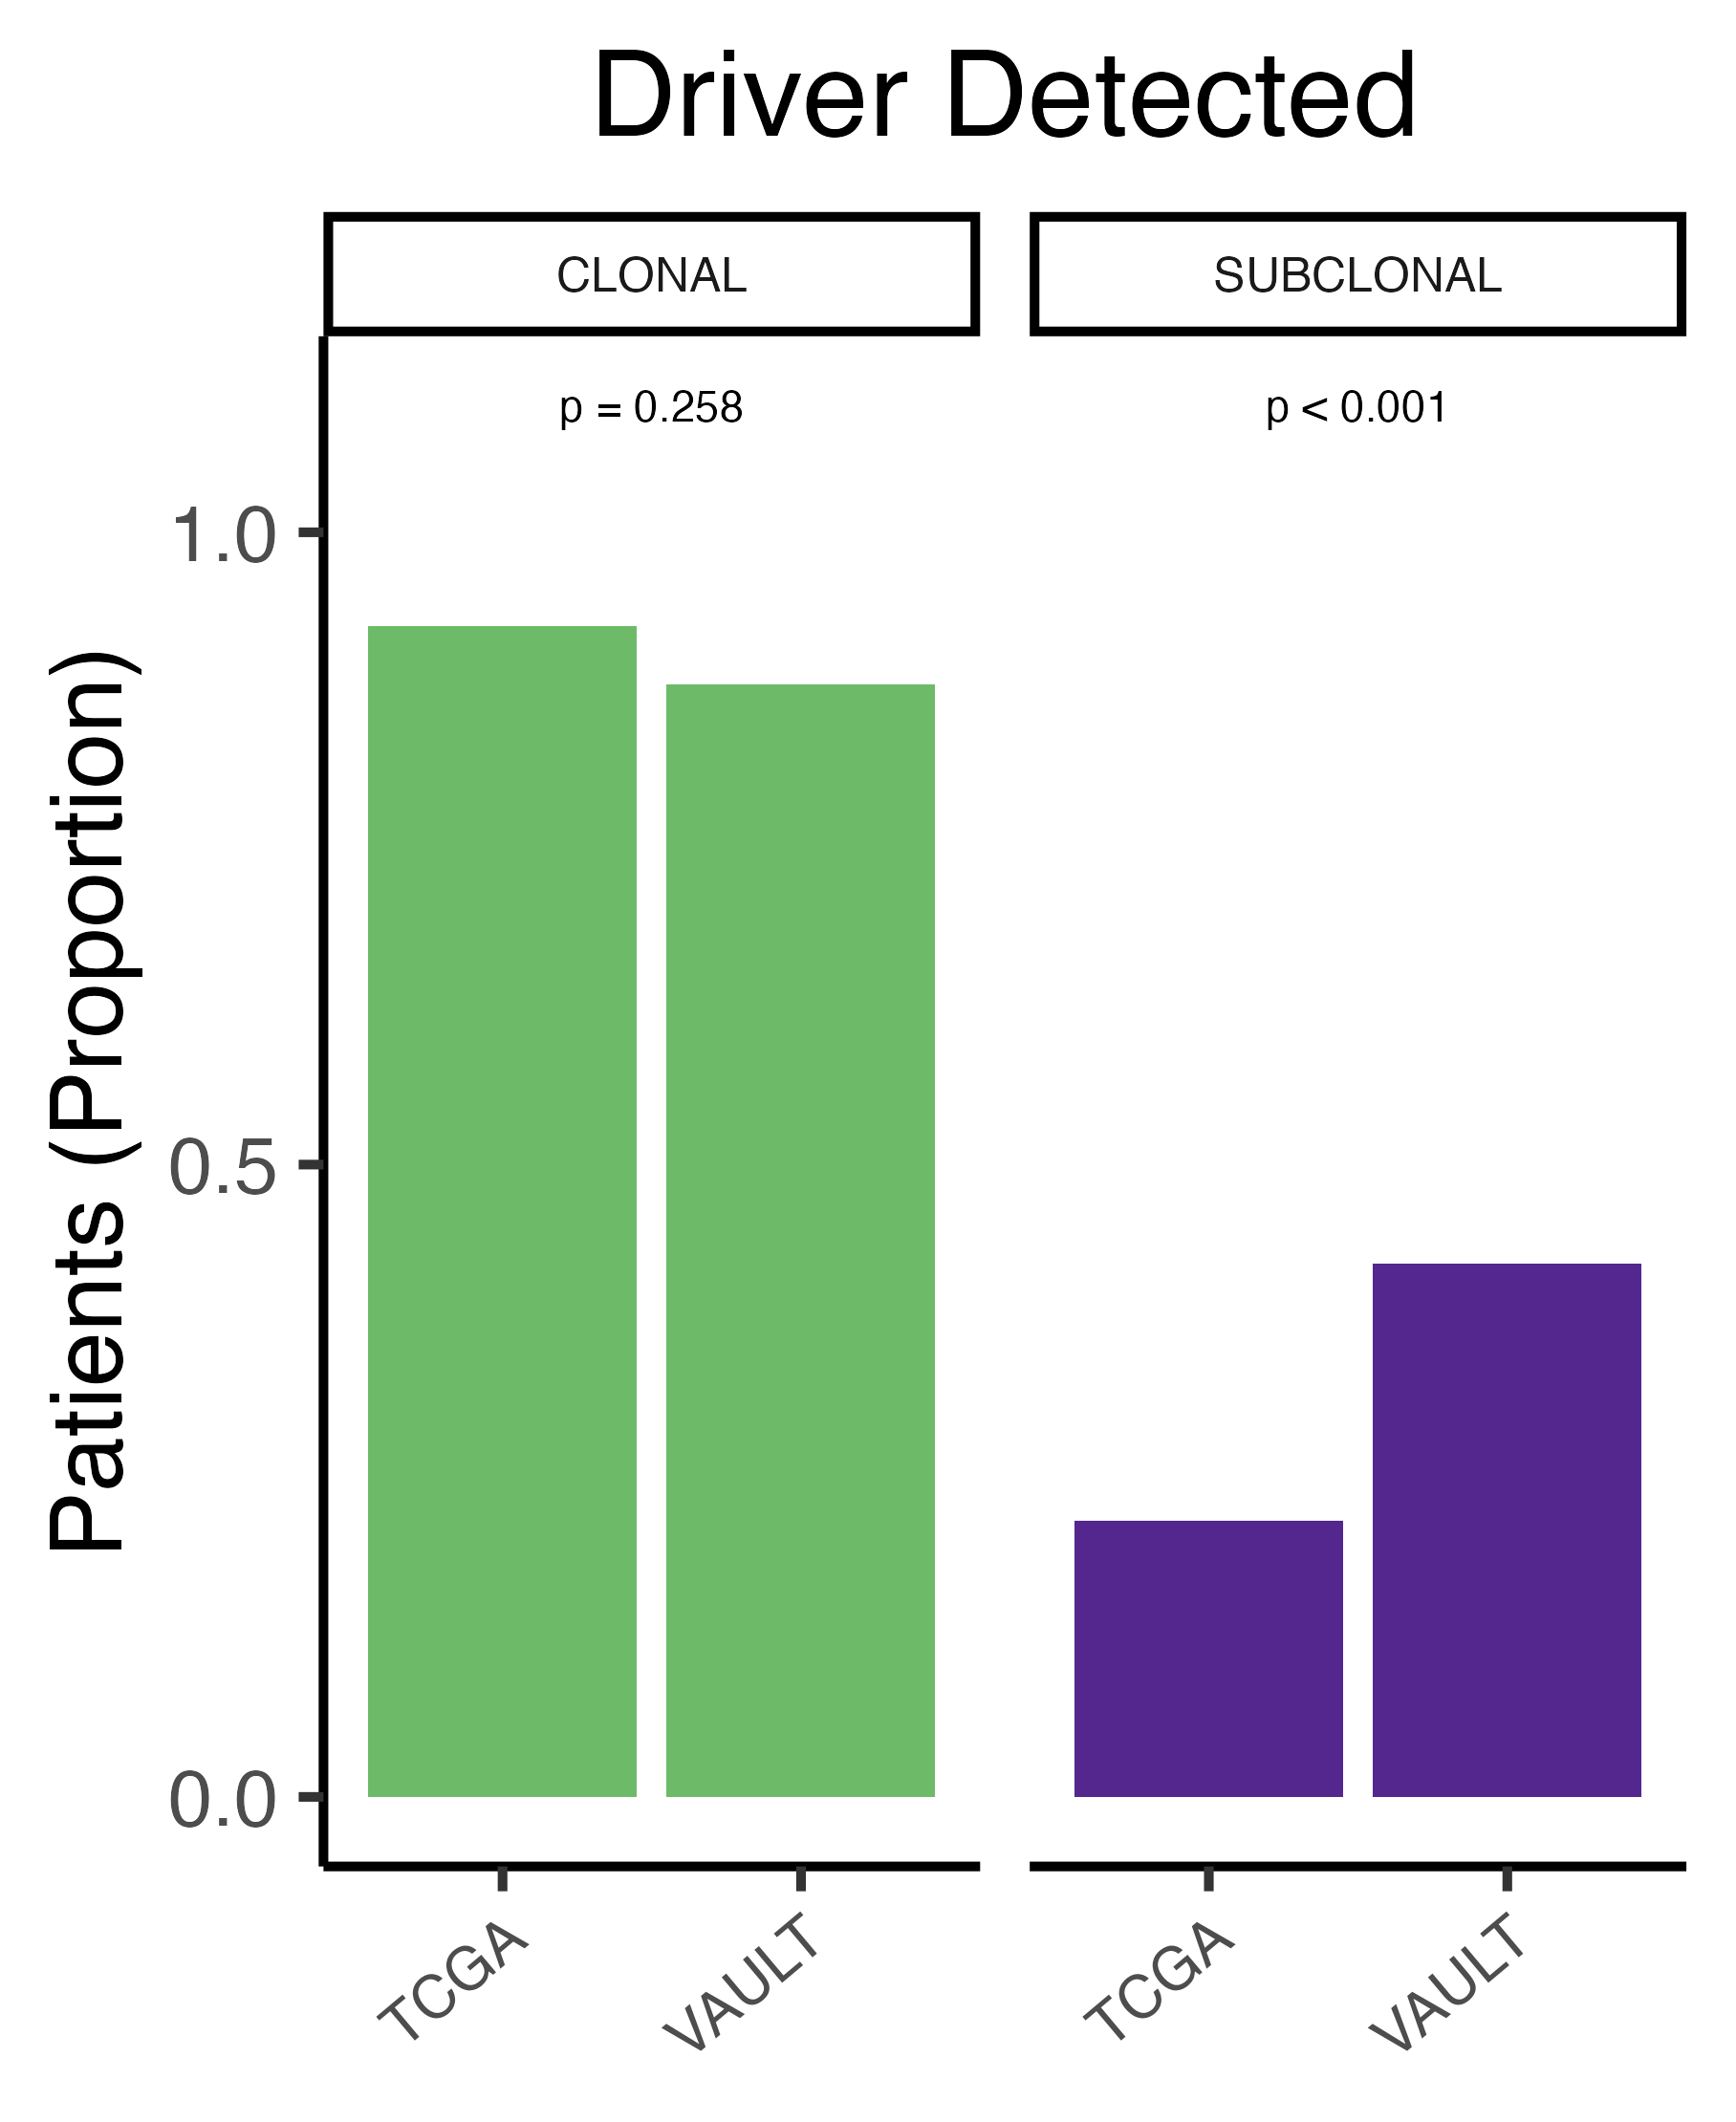 Driver Detected
CLONAL
SUBCLONAL
p = 0.258
p < 0.001
Patients (Proportion)
1.0
0.5
0.0
TCGA
VAULT
TCGA
VAULT